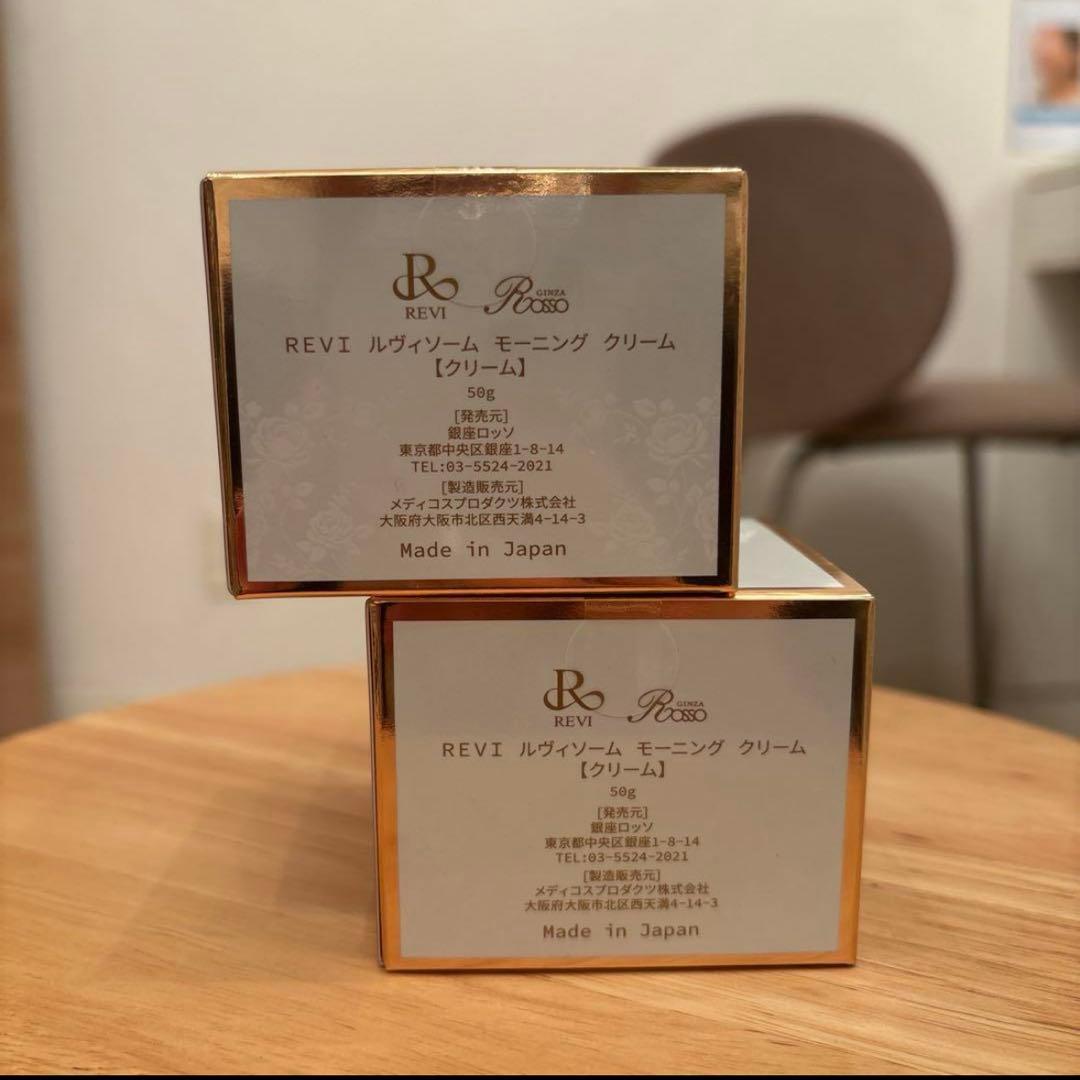 R
REVI
GINZA
Rosso
REVI ルヴィソーム モーニング クリーム
【クリーム】
50g
[発売元]
銀座ロッソ
東京都中央区銀座1-8-14
TEL:03-5524-2021
[製造販売元]
メディコスプロダクツ株式会社
大阪府大阪市北区西天満4-14-3
Made in Japan
R
REVI
GINZA
Rosso
REVI ルヴィソーム モーニング クリーム
【クリーム】
50g
[発売元]
銀座ロッソ
東京都中央区銀座1-8-14
TEL:03-5524-2021
[製造販売元]
メディコスプロダクツ株式会社
大阪府大阪市北区西天満4-14-3
Made in Japan